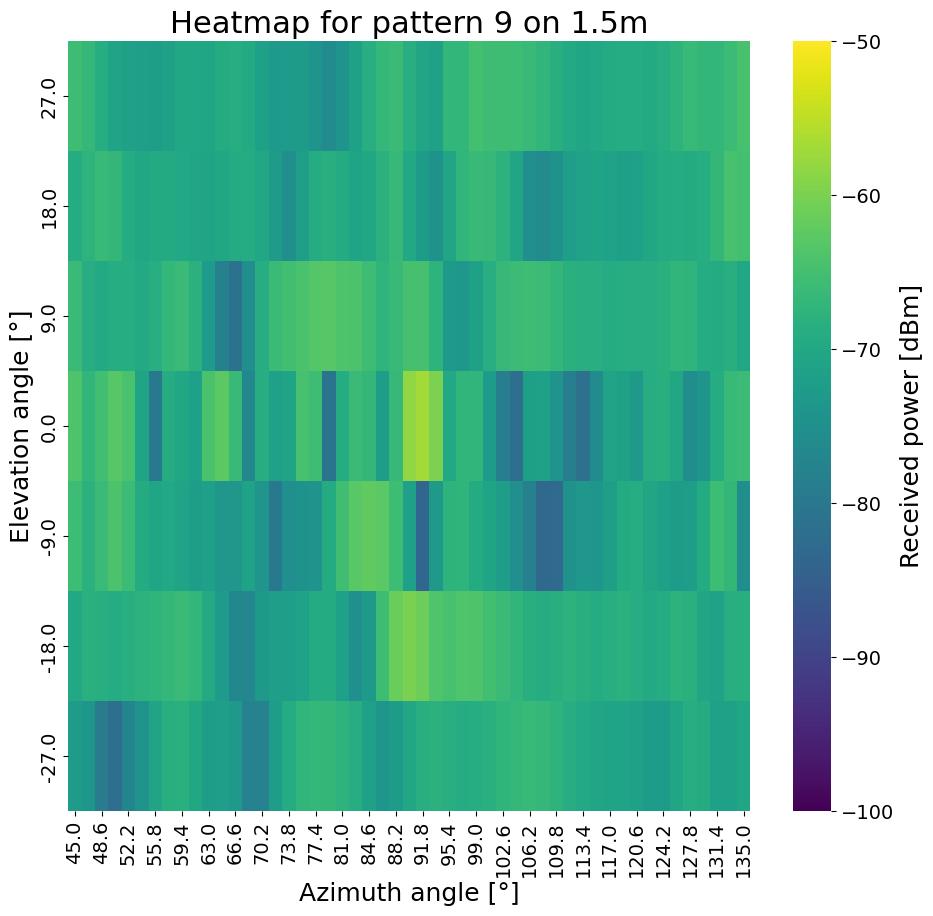 Heatmap for pattern 9 on 1.5m
Elevation angle [°]
27.0
18.0
9.0
0.0
-9.0
-18.0
-27.0
45.0 48.6 52.2 55.8 59.4 63.0 66.6 70.2 73.8 77.4 81.0 84.6 88.2 91.8 95.4 99.0 102.6 106.2 109.8 113.4 117.0 120.6 124.2 127.8 131.4 135.0
Azimuth angle [°]
−50
−60
−70
−80
−90
−100
Received power [dBm]